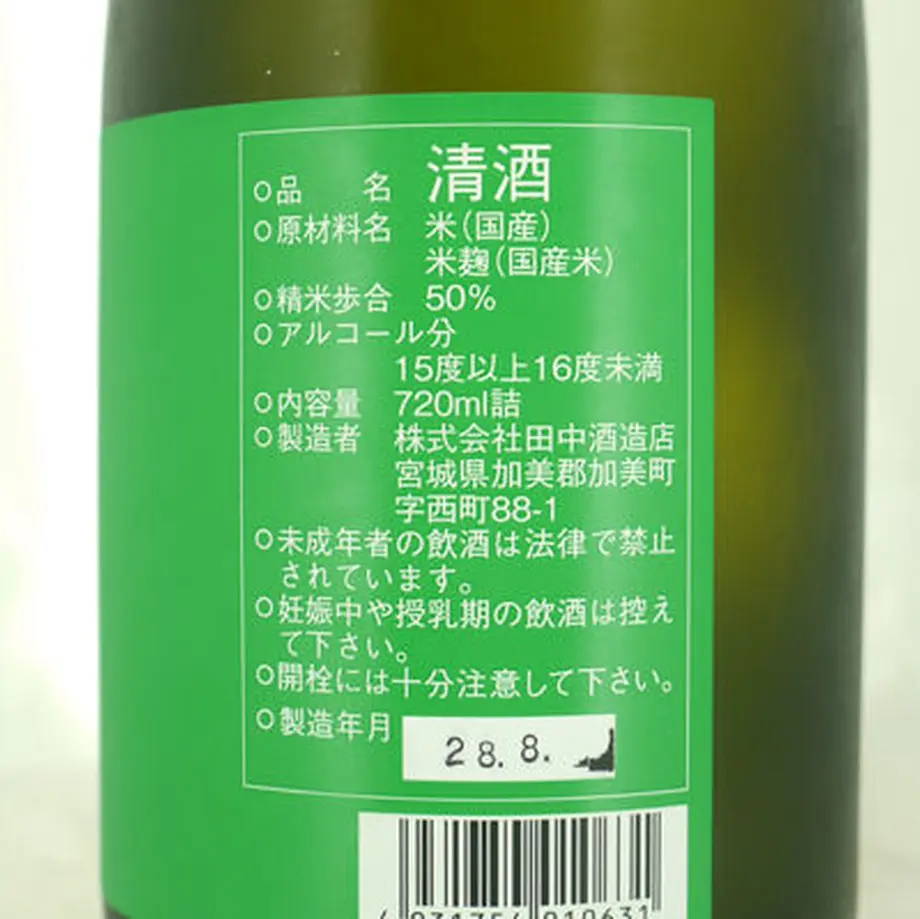 ○品　　名　清酒
○原材料名　米(国産)
米麹(国産米)
○精米歩合　50%
○アルコール分
15度以上16度未満
○内容量　720ml詰
○製造者　株式会社田中酒造店
宮城県加美郡加美町
字西町88-1
○未成年者の飲酒は法律で禁止
されています。
○妊娠中や授乳期の飲酒は控え
て下さい。
○開栓には十分注意して下さい。
○製造年月　28.8.
4 931754 910631